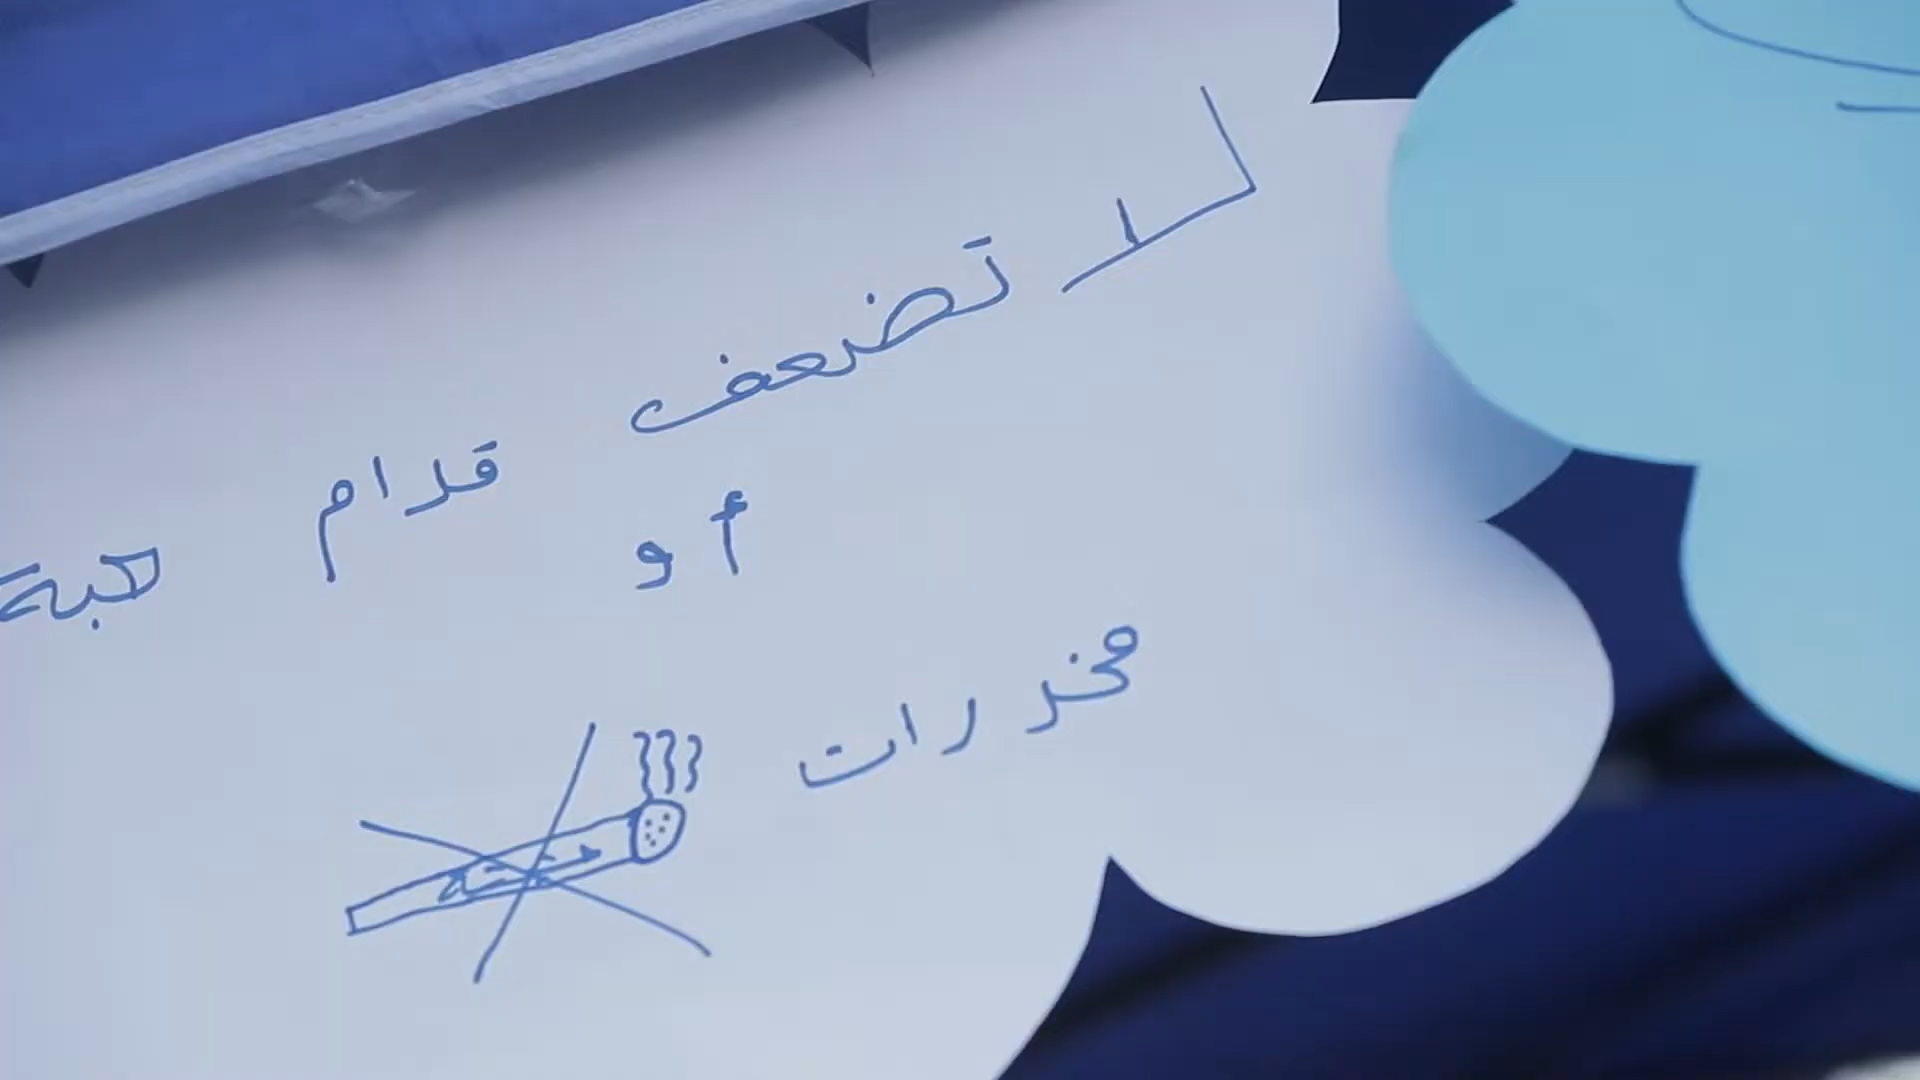 لا تضعف قدام حبة
أو
مخدرات